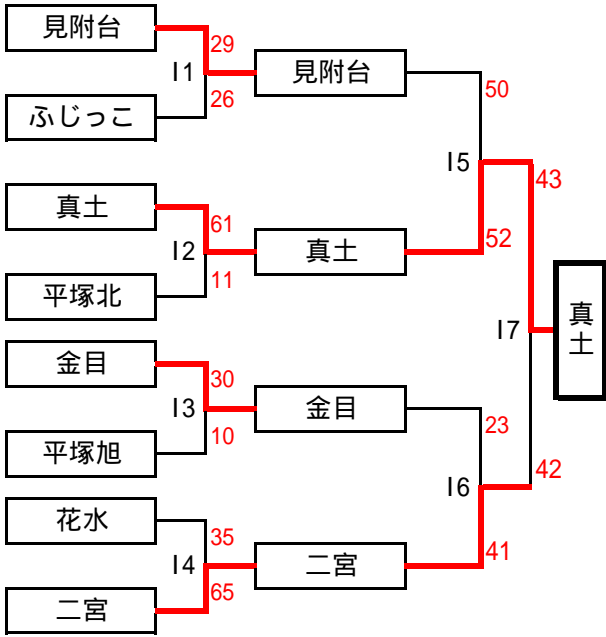 見附台
29
I1
26
ふじっこ
見附台
50
I5
43
真土
61
I2
11
平塚北
真土
52
I7
真土
金目
30
I3
10
平塚旭
金目
23
I6
42
花水
35
I4
65
二宮
二宮
41